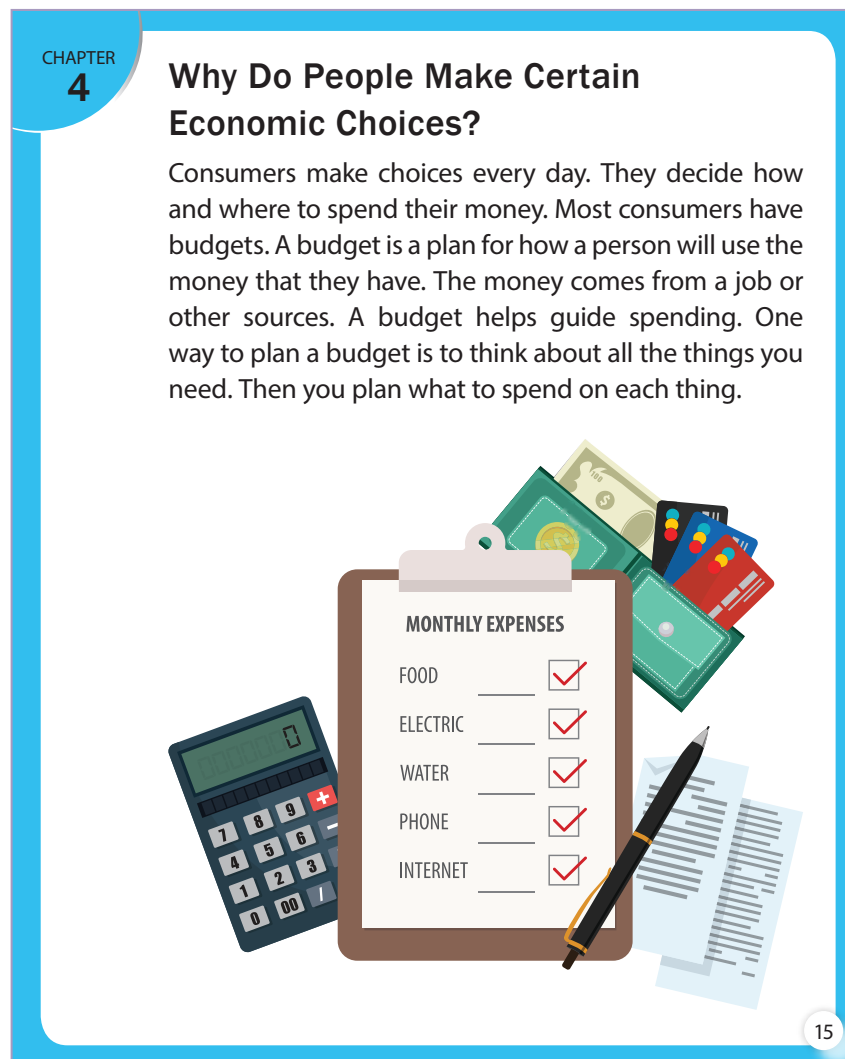 CHAPTER
4
Why Do People Make Certain
Economic Choices?
Consumers make choices every day. They decide how
and where to spend their money. Most consumers have
budgets. A budget is a plan for how a person will use the
money that they have. The money comes from a job or
other sources. A budget helps guide spending. One
way to plan a budget is to think about all the things you
need. Then you plan what to spend on each thing.
100
$
MONTHLY EXPENSES
FOOD
ELECTRIC
WATER
PHONE
INTERNET
0
7 8 9 +
4 5 6 −
1 2 3
0 00 /
15